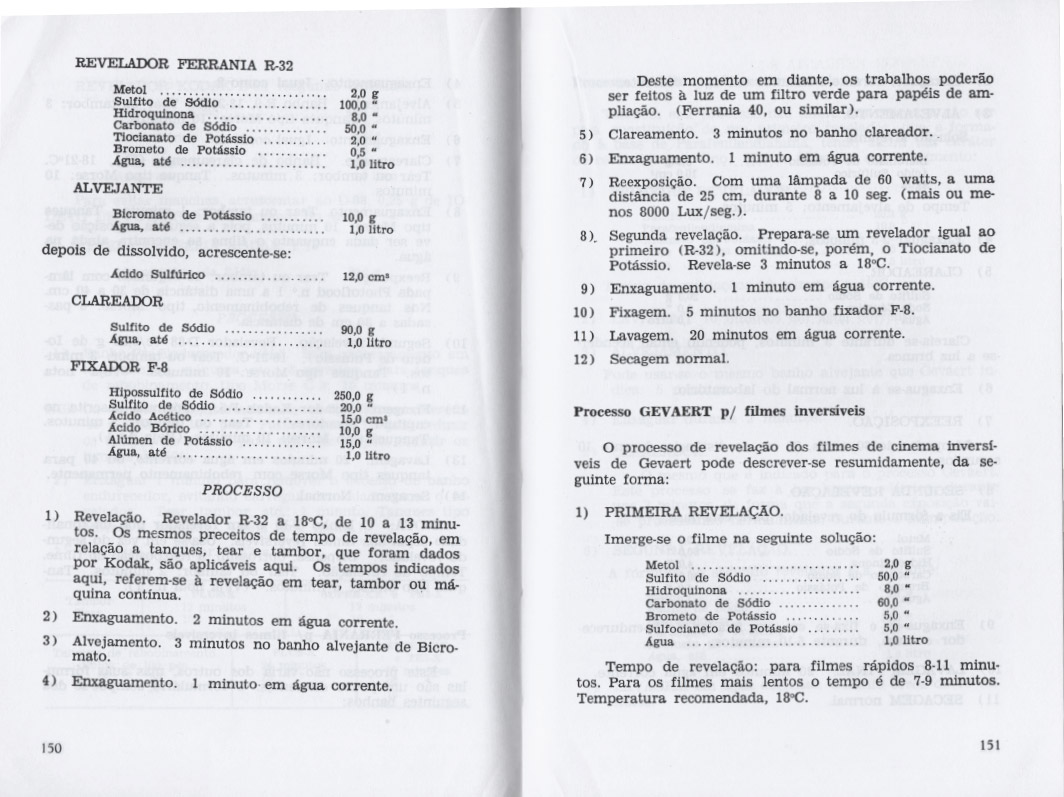 REVELADOR FERRANIA R-32
Metol ............................ 2,0 g
Sulfito de Sódio ................ 100,0 "
Hidroquinona .................... 8,0 "
Carbonato de Sódio .............. 50,0 "
Tiocianato de Potássio .......... 2,0 "
Brometo de Potássio ............ 0,5 "
Água, até ........................ 1,0 litro
ALVEJANTE
Bicromato de Potássio ........... 10,0 g
Água, até ........................ 1,0 litro
depois de dissolvido, acrescente-se:
Ácido Sulfúrico .................. 12,0 cm³
CLAREADOR
Sulfito de Sódio ................. 90,0 g
Água, até ........................ 1,0 litro
FIXADOR F-8
Hipossulfito de Sódio ............ 250,0 g
Sulfito de Sódio ................. 20,0 "
Ácido Acético .................... 15,0 cm³
Ácido Bórico ..................... 10,0 g
Alúmen de Potássio ............... 15,0 "
Água, até ........................ 1,0 litro
PROCESSO
1) Revelação. Revelador R-32 a 18ºC, de 10 a 13 minu-
tos. Os mesmos preceitos de tempo de revelação, em
relação a tanques, tear e tambor, que foram dados
por Kodak, são aplicáveis aqui. Os tempos indicados
aqui, referem-se à revelação em tear, tambor ou má-
quina contínua.
2) Enxaguamento. 2 minutos em água corrente.
3) Alvejamento. 3 minutos no banho alvejante de Bicro-
mato.
4) Enxaguamento. 1 minuto em água corrente.
150
Deste momento em diante, os trabalhos poderão
ser feitos à luz de um filtro verde para papéis de am-
pliação. (Ferrania 40, ou similar).
5) Clareamento. 3 minutos no banho clareador.
6) Enxaguamento. 1 minuto em água corrente.
7) Reexposição. Com uma lâmpada de 60 watts, a uma
distância de 25 cm, durante 8 a 10 seg. (mais ou me-
nos 8000 Lux/seg.).
8). Segunda revelação. Prepara-se um revelador igual ao
primeiro (R-32), omitindo-se, porém, o Tiocianato de
Potássio. Revela-se 3 minutos a 18ºC.
9) Enxaguamento. 1 minuto em água corrente.
10) Fixagem. 5 minutos no banho fixador F-8.
11) Lavagem. 20 minutos em água corrente.
12) Secagem normal.
Processo GEVAERT p/ filmes inversíveis
O processo de revelação dos filmes de cinema inversí-
veis de Gevaert pode descrever-se resumidamente, da se-
guinte forma:
1) PRIMEIRA REVELAÇÃO.
Imerge-se o filme na seguinte solução:
Metol ............................ 2,0 g
Sulfito de Sódio ................. 50,0 "
Hidroquinona ..................... 8,0 "
Carbonato de Sódio .............. 60,0 "
Brometo de Potássio ............. 5,0 "
Sulfocianeto de Potássio ......... 5,0 "
Água ............................. 1,0 litro
Tempo de revelação: para filmes rápidos 8-11 minu-
tos. Para os filmes mais lentos o tempo é de 7-9 minutos.
Temperatura recomendada, 18ºC.
151